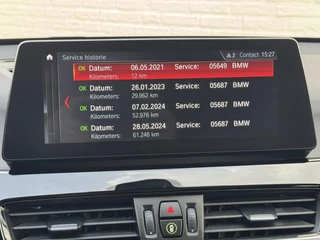 Service historie 2 Contact 15:27
OK Datum: 06.05.2021 Service: 05649 BMW
Kilometers: 12 km
OK Datum: 26.01.2023 Service: 05687 BMW
Kilometers: 29.962 km
OK Datum: 07.02.2024 Service: 05687 BMW
Kilometers: 52.976 km
OK Datum: 28.05.2024 Service: 05687 BMW
Kilometers: 61.248 km